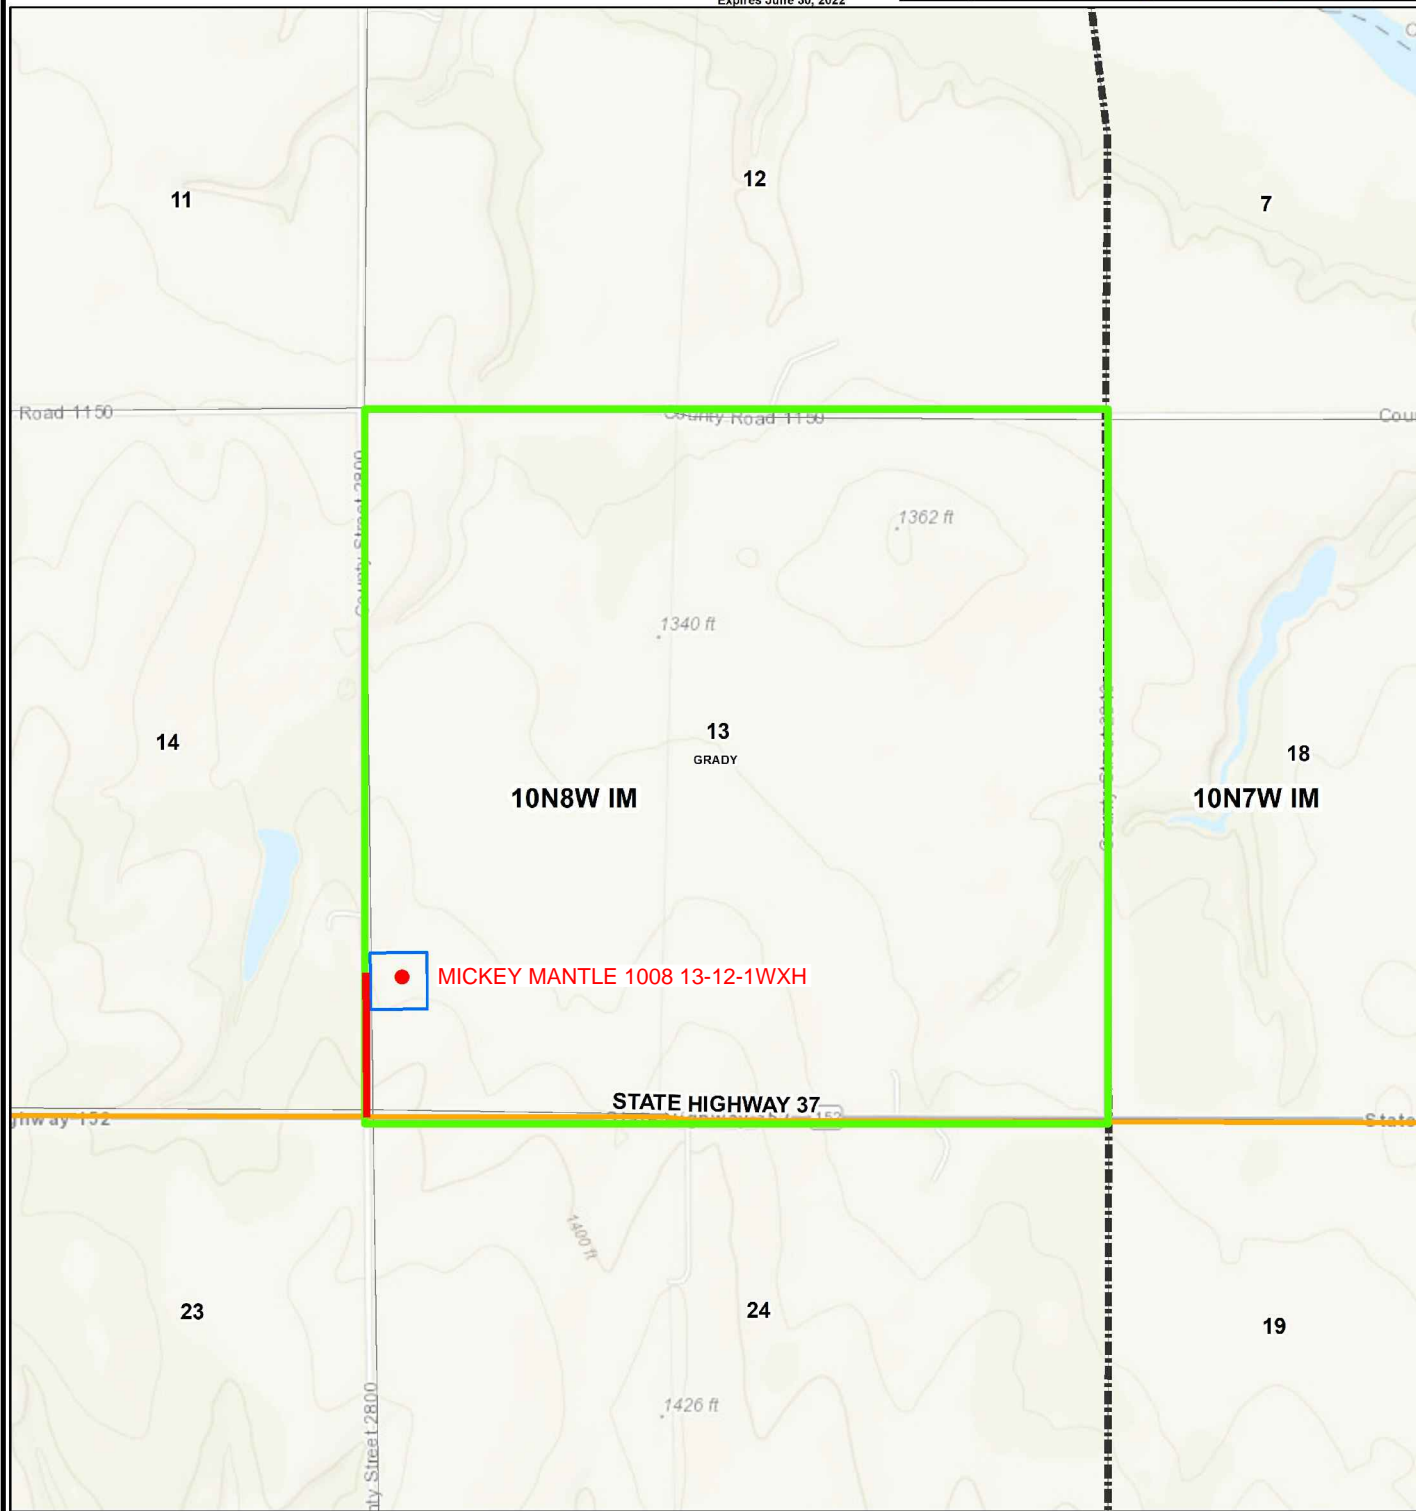 Expires June 30, 2022
11
12
7
Road 1150
County Road 1150
Coun
County Street 2800
1362 ft
1340 ft
13
GRADY
14
18
10N8W IM
10N7W IM
MICKEY MANTLE 1008 13-12-1WXH
STATE HIGHWAY 37
ghway 152
152
State
1400 ft
23
24
19
1426 ft
nty Street 2800